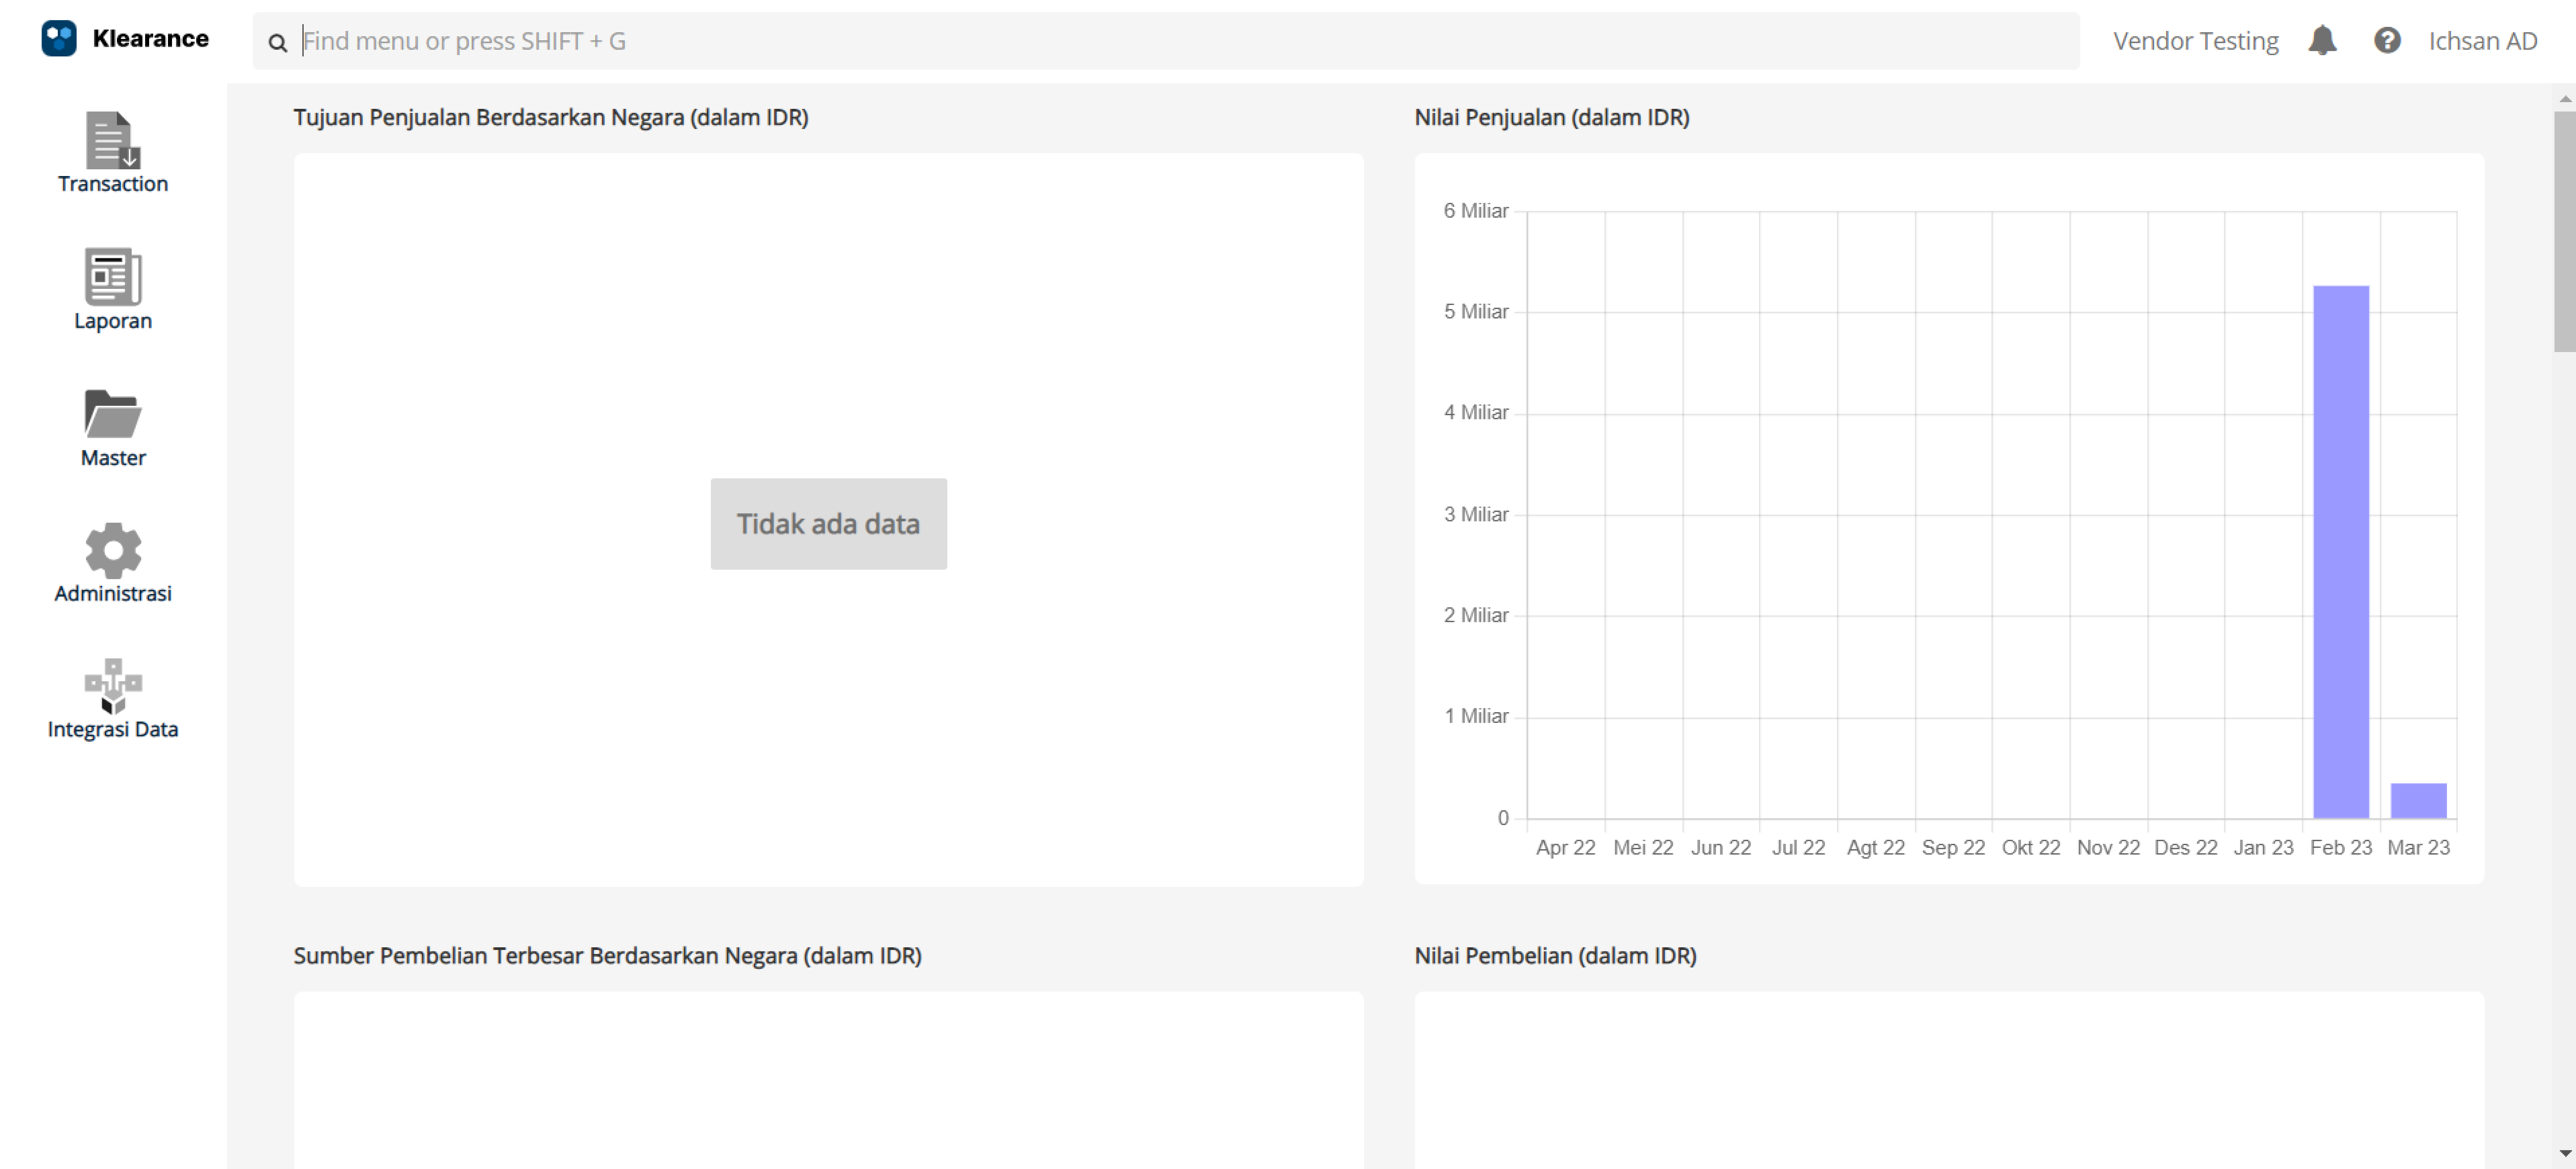 Klearance
Find menu or press SHIFT + G
Vendor Testing
Ichsan AD
Transaction
Laporan
Master
Administrasi
Integrasi Data
Tujuan Penjualan Berdasarkan Negara (dalam IDR)
Tidak ada data
Nilai Penjualan (dalam IDR)
6 Miliar
5 Miliar
4 Miliar
3 Miliar
2 Miliar
1 Miliar
0
Apr 22 Mei 22 Jun 22 Jul 22 Agt 22 Sep 22 Okt 22 Nov 22 Des 22 Jan 23 Feb 23 Mar 23
Sumber Pembelian Terbesar Berdasarkan Negara (dalam IDR)
Nilai Pembelian (dalam IDR)